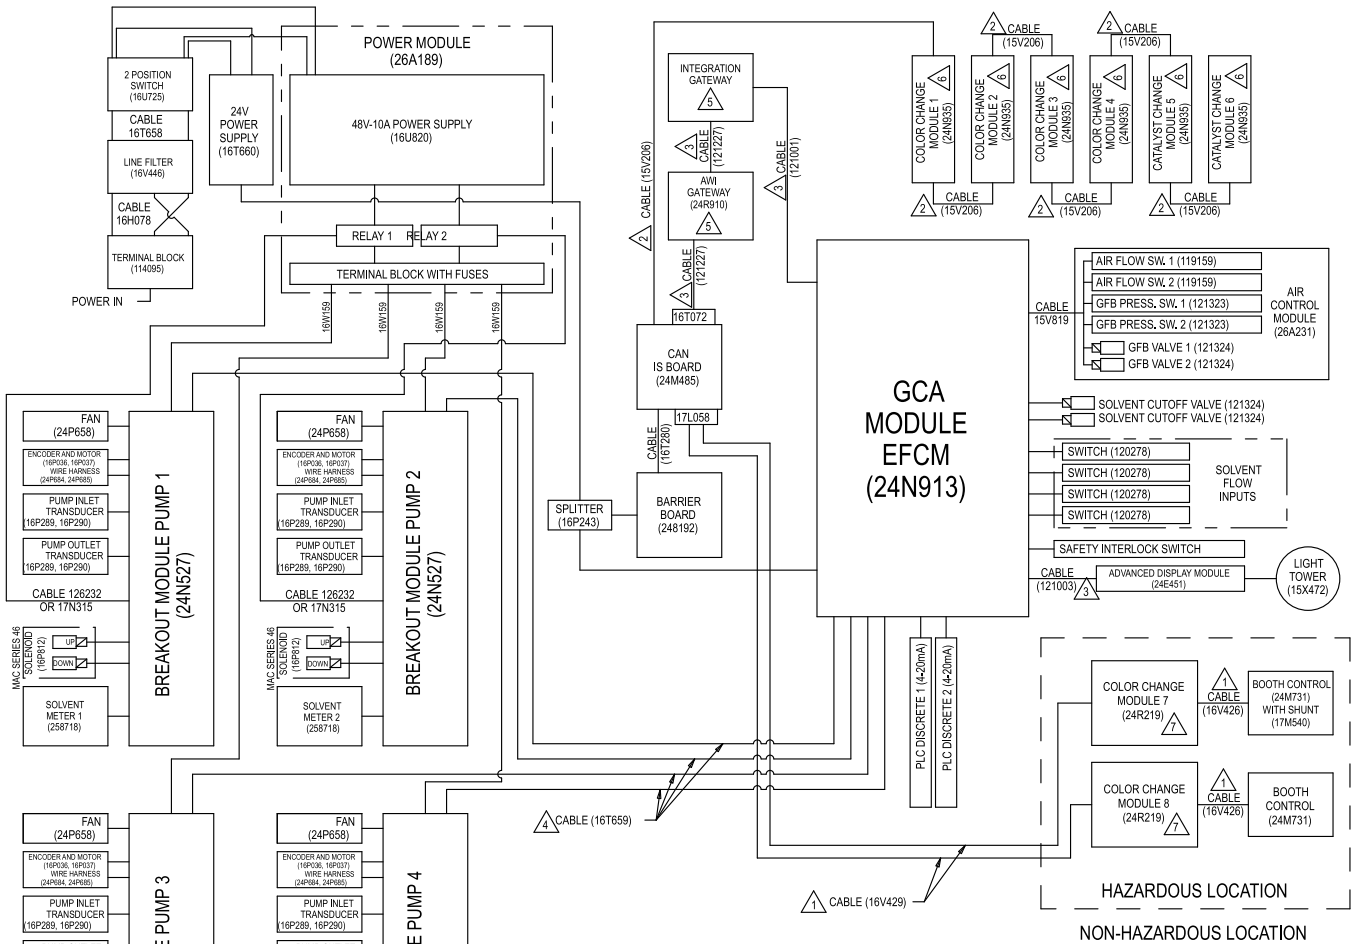 POWER MODULE
(26A189)
2 POSITION
SWITCH
(16U725)
CABLE
16T658
LINE FILTER
(16V446)
CABLE
16H078
TERMINAL BLOCK
(114095)
POWER IN
24V
POWER
SUPPLY
(16T660)
48V-10A POWER SUPPLY
(16U820)
RELAY 1
RELAY 2
TERMINAL BLOCK WITH FUSES
16W159
16W159
16W159
16W159
INTEGRATION
GATEWAY
5
3
CABLE
(121227)
AWI
GATEWAY
(24R910)
5
3
CABLE
(121227)
2
CABLE (15V206)
3
CABLE
(121001)
16T072
CAN
IS BOARD
(24M485)
17L058
CABLE
(16T280)
BARRIER
BOARD
(248192)
SPLITTER
(16P243)
2
CABLE
(15V206)
2
CABLE
(15V206)
COLOR CHANGE
MODULE 1
(24N935)
6
COLOR CHANGE
MODULE 2
(24N935)
6
COLOR CHANGE
MODULE 3
(24N935)
6
COLOR CHANGE
MODULE 4
(24N935)
6
CATALYST CHANGE
MODULE 5
(24N935)
6
CATALYST CHANGE
MODULE 6
(24N935)
6
2
CABLE
(15V206)
2
CABLE
(15V206)
2
CABLE
(15V206)
GCA
MODULE
EFCM
(24N913)
CABLE
15V819
AIR FLOW SW. 1 (119159)
AIR FLOW SW. 2 (119159)
GFB PRESS. SW. 1 (121323)
GFB PRESS. SW. 2 (121323)
GFB VALVE 1 (121324)
GFB VALVE 2 (121324)
AIR
CONTROL
MODULE
(26A231)
SOLVENT CUTOFF VALVE (121324)
SOLVENT CUTOFF VALVE (121324)
SWITCH (120278)
SWITCH (120278)
SWITCH (120278)
SWITCH (120278)
SOLVENT
FLOW
INPUTS
SAFETY INTERLOCK SWITCH
CABLE
(121003)
3
ADVANCED DISPLAY MODULE
(24E451)
LIGHT
TOWER
(15X472)
PLC DISCRETE 1 (4-20mA)
PLC DISCRETE 2 (4-20mA)
COLOR CHANGE
MODULE 7
(24R219)
7
1
CABLE
(16V426)
BOOTH CONTROL
(24M731)
WITH SHUNT
(17M540)
COLOR CHANGE
MODULE 8
(24R219)
7
1
CABLE
(16V426)
BOOTH
CONTROL
(24M731)
HAZARDOUS LOCATION
NON-HAZARDOUS LOCATION
4
CABLE (16T659)
1
CABLE (16V429)
FAN
(24P658)
ENCODER AND MOTOR
(16P036, 16P037)
WIRE HARNESS
(24P684, 24P685)
PUMP INLET
TRANSDUCER
(16P289, 16P290)
PUMP OUTLET
TRANSDUCER
(16P289, 16P290)
CABLE 126232
OR 17N315
MAC SERIES 46
SOLENOID
(16P812)
UP
DOWN
SOLVENT
METER 1
(258718)
BREAKOUT MODULE PUMP 1
(24N527)
FAN
(24P658)
ENCODER AND MOTOR
(16P036, 16P037)
WIRE HARNESS
(24P684, 24P685)
PUMP INLET
TRANSDUCER
(16P289, 16P290)
PUMP OUTLET
TRANSDUCER
(16P289, 16P290)
CABLE 126232
OR 17N315
MAC SERIES 46
SOLENOID
(16P812)
UP
DOWN
SOLVENT
METER 2
(258718)
BREAKOUT MODULE PUMP 2
(24N527)
FAN
(24P658)
ENCODER AND MOTOR
(16P036, 16P037)
WIRE HARNESS
(24P684, 24P685)
PUMP INLET
TRANSDUCER
(16P289, 16P290)
E PUMP 3
FAN
(24P658)
ENCODER AND MOTOR
(16P036, 16P037)
WIRE HARNESS
(24P684, 24P685)
PUMP INLET
TRANSDUCER
(16P289, 16P290)
E PUMP 4